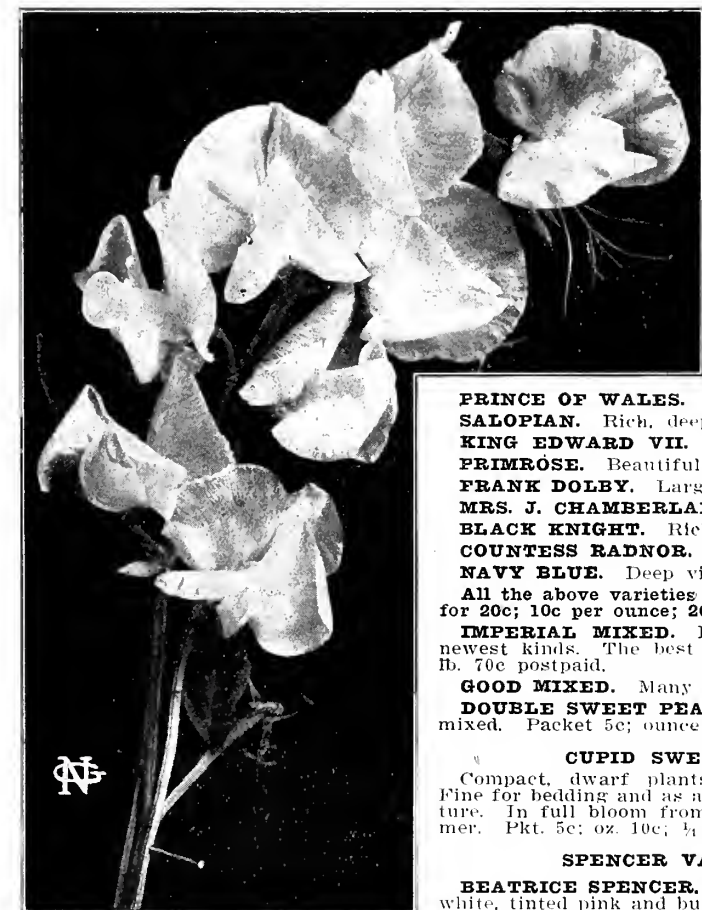 PRINCE OF WALES.
SALOPIAN. Rich, deep
KING EDWARD VII.
PRIMROSE. Beautiful
FRANK DOLBY. Larg
MRS. J. CHAMBERLAI
BLACK KNIGHT. Ric
COUNTESS RADNOR.
NAVY BLUE. Deep vi
All the above varieties
for 20c; 10c per ounce; 2
IMPERIAL MIXED.
newest kinds. The best
lb. 70c postpaid.
GOOD MIXED. Many
DOUBLE SWEET PEA
mixed. Packet 5c; ounce
CUPID SWE
Compact, dwarf plants
Fine for bedding and as a
ture. In full bloom from
mer. Pkt. 5c; oz. 10c; ¼
SPENCER VA
BEATRICE SPENCER.
white, tinted pink and bu